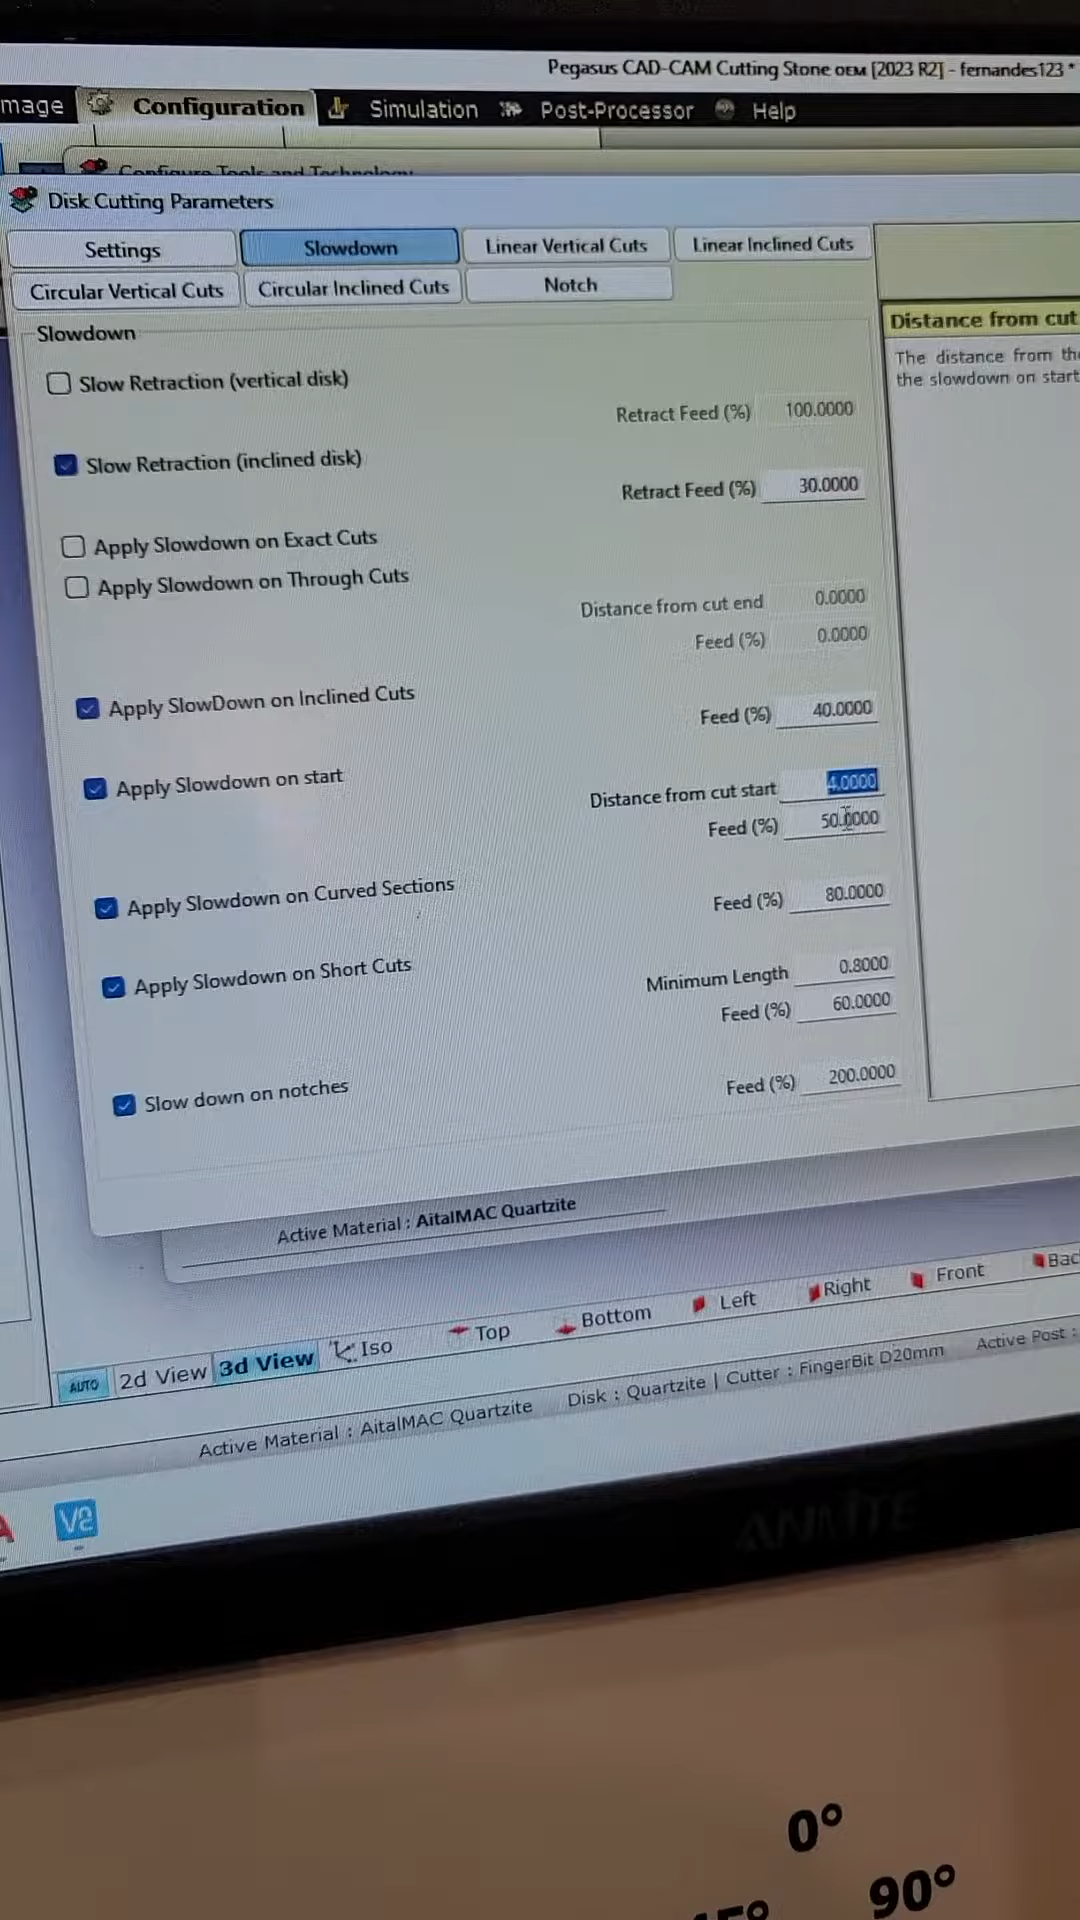 Pegasus CAD-CAM Cutting Stone OEM [2023 R2] - fernandes123 *
mage Configuration Simulation Post-Processor Help
Configure Tools and Technology
Disk Cutting Parameters
Settings Slowdown Linear Vertical Cuts Linear Inclined Cuts
Circular Vertical Cuts Circular Inclined Cuts Notch
Slowdown
Distance from cut
The distance from the
the slowdown on start
Slow Retraction (vertical disk)
Retract Feed (%) 100.0000
Slow Retraction (inclined disk)
Retract Feed (%) 30.0000
Apply Slowdown on Exact Cuts
Apply Slowdown on Through Cuts
Distance from cut end 0.0000
Feed (%) 0.0000
Apply SlowDown on Inclined Cuts
Feed (%) 40.0000
Apply Slowdown on start
Distance from cut start 4.0000
Feed (%) 50.0000
Apply Slowdown on Curved Sections
Feed (%) 80.0000
Apply Slowdown on Short Cuts
Minimum Length 0.8000
Feed (%) 60.0000
Slow down on notches
Feed (%) 200.0000
Active Material : AitalMAC Quartzite
AUTO 2d View 3d View Iso Top Bottom Left Right Front Bac
Active Material : AitalMAC Quartzite Disk : Quartzite | Cutter : FingerBit D20mm Active Post :
0°
90°